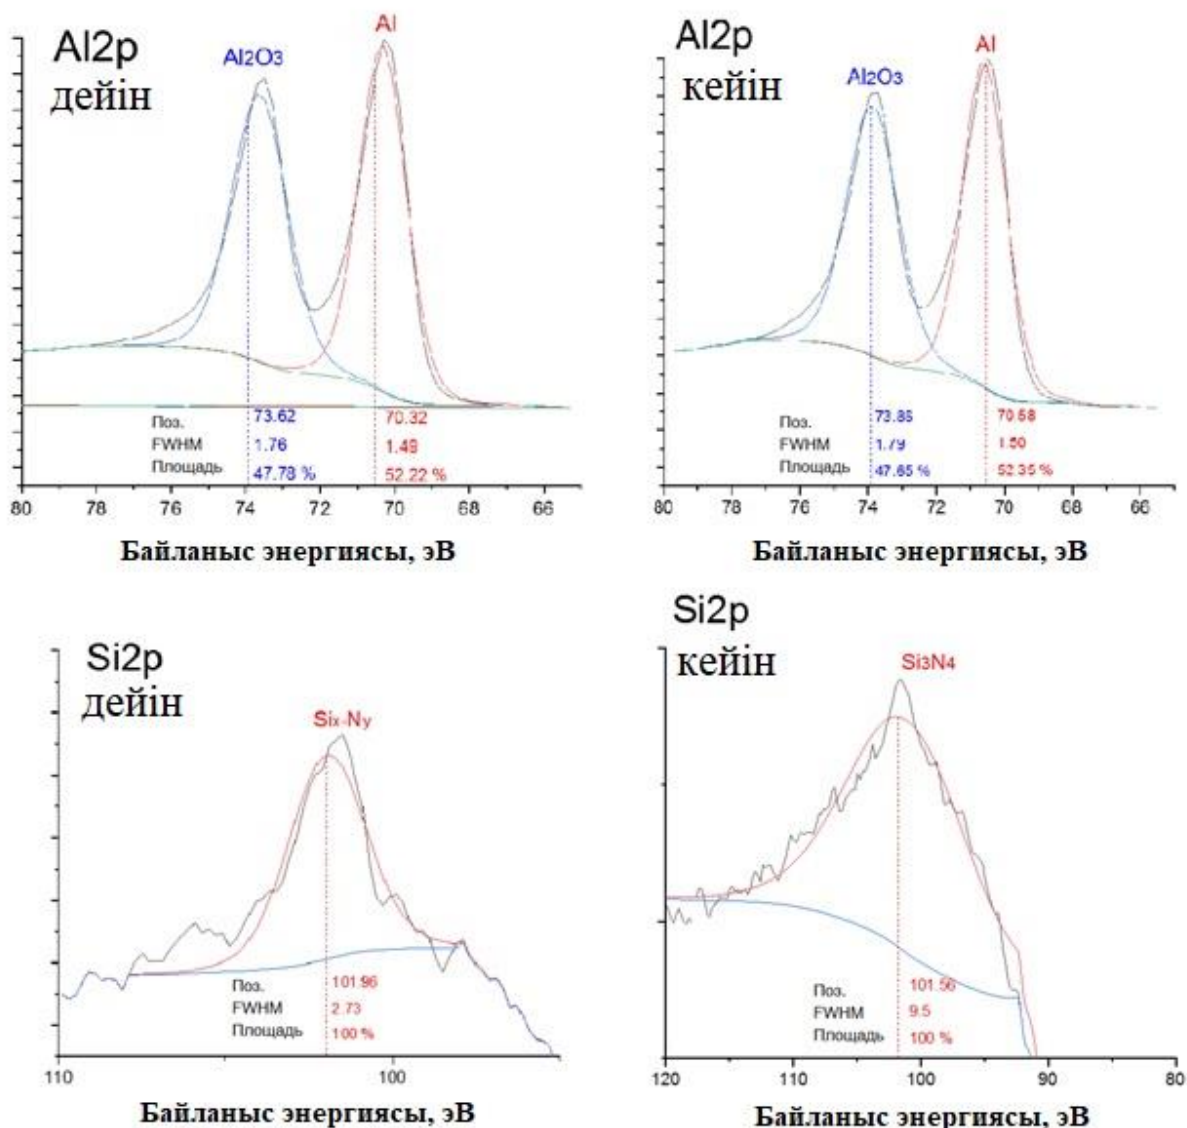 Al2p
дейін
Al2O3
Al
Поз. 73.62 70.32
FWHM 1.76 1.49
Площадь 47.78 % 52.22 %
80 78 76 74 72 70 68 66
Байланыс энергиясы, эВ
Al2p
кейін
Al2O3
Al
Поз. 73.85 70.58
FWHM 1.79 1.50
Площадь 47.65 % 52.35 %
80 78 76 74 72 70 68 66
Байланыс энергиясы, эВ
Si2p
дейін
Six-Ny
Поз. 101.96
FWHM 2.73
Площадь 100 %
110 100
Байланыс энергиясы, эВ
Si2p
кейін
Si3N4
Поз. 101.56
FWHM 9.5
Площадь 100 %
120 110 100 90 80
Байланыс энергиясы, эВ